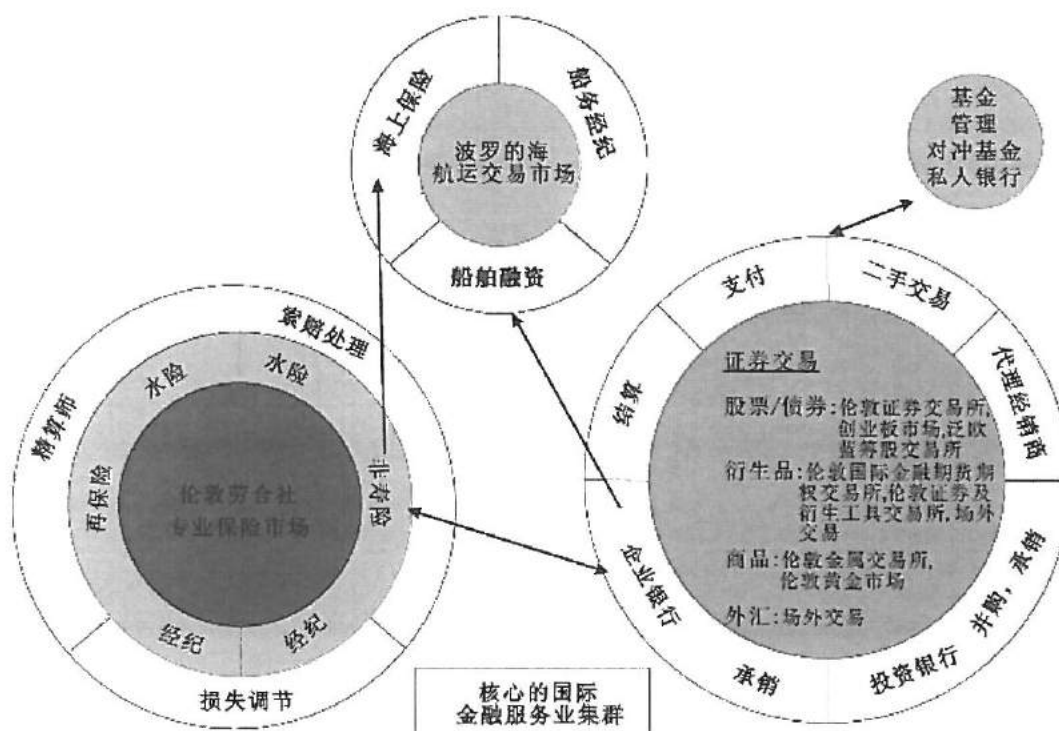 海上保险
船务经纪
波罗的海
航运交易市场
船舶融资
基金
管理
对冲基金
私人银行
索赔处理
精算师
损失调节
水险
水险
再保险
非寿险
经纪
经纪
伦敦劳合社
专业保险市场
支付
二手交易
结算
代理经销商
企业银行
承销
投资银行
并购,承销
证券交易
股票/债券:伦敦证券交易所,
创业板市场,泛欧
蓝筹股交易所
衍生品:伦敦国际金融期货期
权交易所,伦敦证券及
衍生工具交易所,场外
交易
商品:伦敦金属交易所,
伦敦黄金市场
外汇:场外交易
核心的国际
金融服务业集群